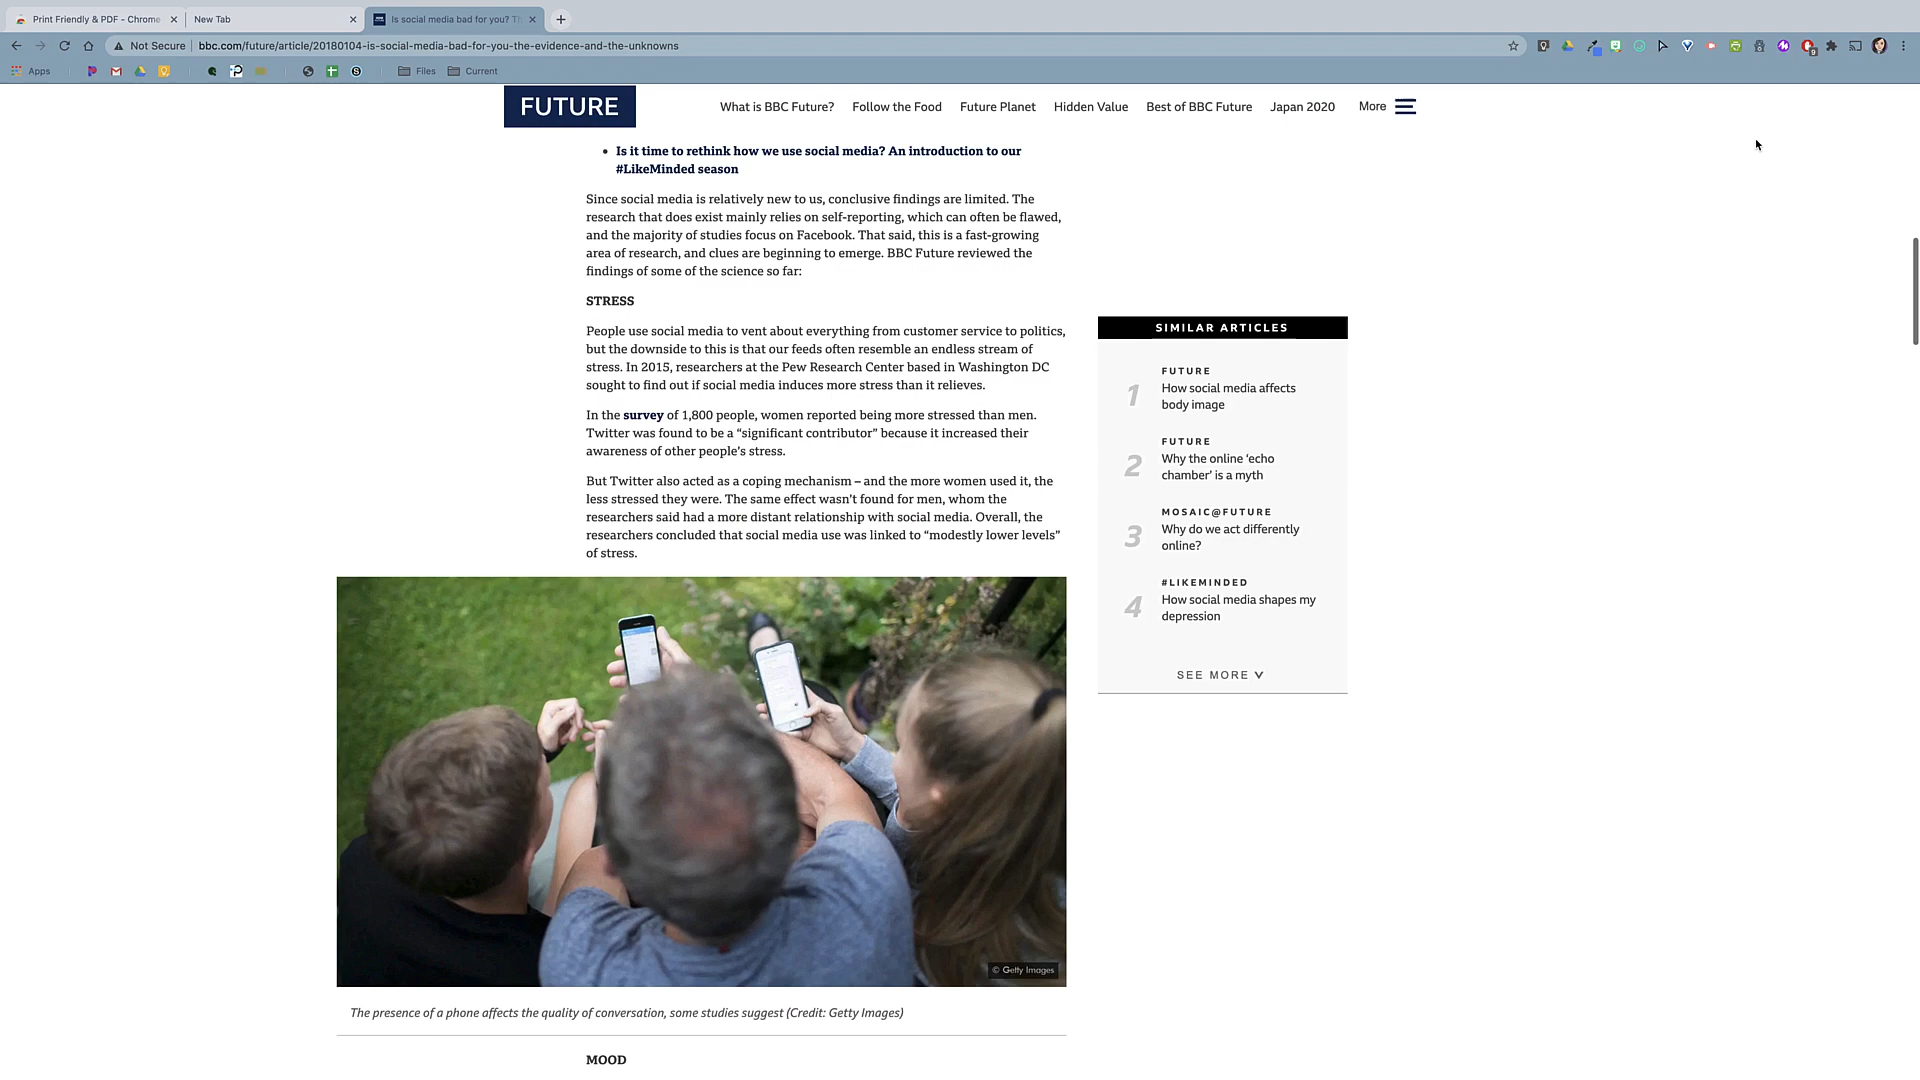 Print Friendly & PDF - Chrome
New Tab
Is social media bad for you? Th
Not Secure
bbc.com/future/article/20180104-is-social-media-bad-for-you-the-evidence-and-the-unknowns
9
Apps
Files
Current
FUTURE
What is BBC Future?
Follow the Food
Future Planet
Hidden Value
Best of BBC Future
Japan 2020
More
• Is it time to rethink how we use social media? An introduction to our
#LikeMinded season
Since social media is relatively new to us, conclusive findings are limited. The
research that does exist mainly relies on self-reporting, which can often be flawed,
and the majority of studies focus on Facebook. That said, this is a fast-growing
area of research, and clues are beginning to emerge. BBC Future reviewed the
findings of some of the science so far:
STRESS
People use social media to vent about everything from customer service to politics,
but the downside to this is that our feeds often resemble an endless stream of
stress. In 2015, researchers at the Pew Research Center based in Washington DC
sought to find out if social media induces more stress than it relieves.
In the survey of 1,800 people, women reported being more stressed than men.
Twitter was found to be a “significant contributor” because it increased their
awareness of other people’s stress.
But Twitter also acted as a coping mechanism – and the more women used it, the
less stressed they were. The same effect wasn’t found for men, whom the
researchers said had a more distant relationship with social media. Overall, the
researchers concluded that social media use was linked to “modestly lower levels”
of stress.
© Getty Images
The presence of a phone affects the quality of conversation, some studies suggest (Credit: Getty Images)
MOOD
SIMILAR ARTICLES
1
FUTURE
How social media affects
body image
2
FUTURE
Why the online ‘echo
chamber’ is a myth
3
MOSAIC@FUTURE
Why do we act differently
online?
4
#LIKEMINDED
How social media shapes my
depression
SEE MORE